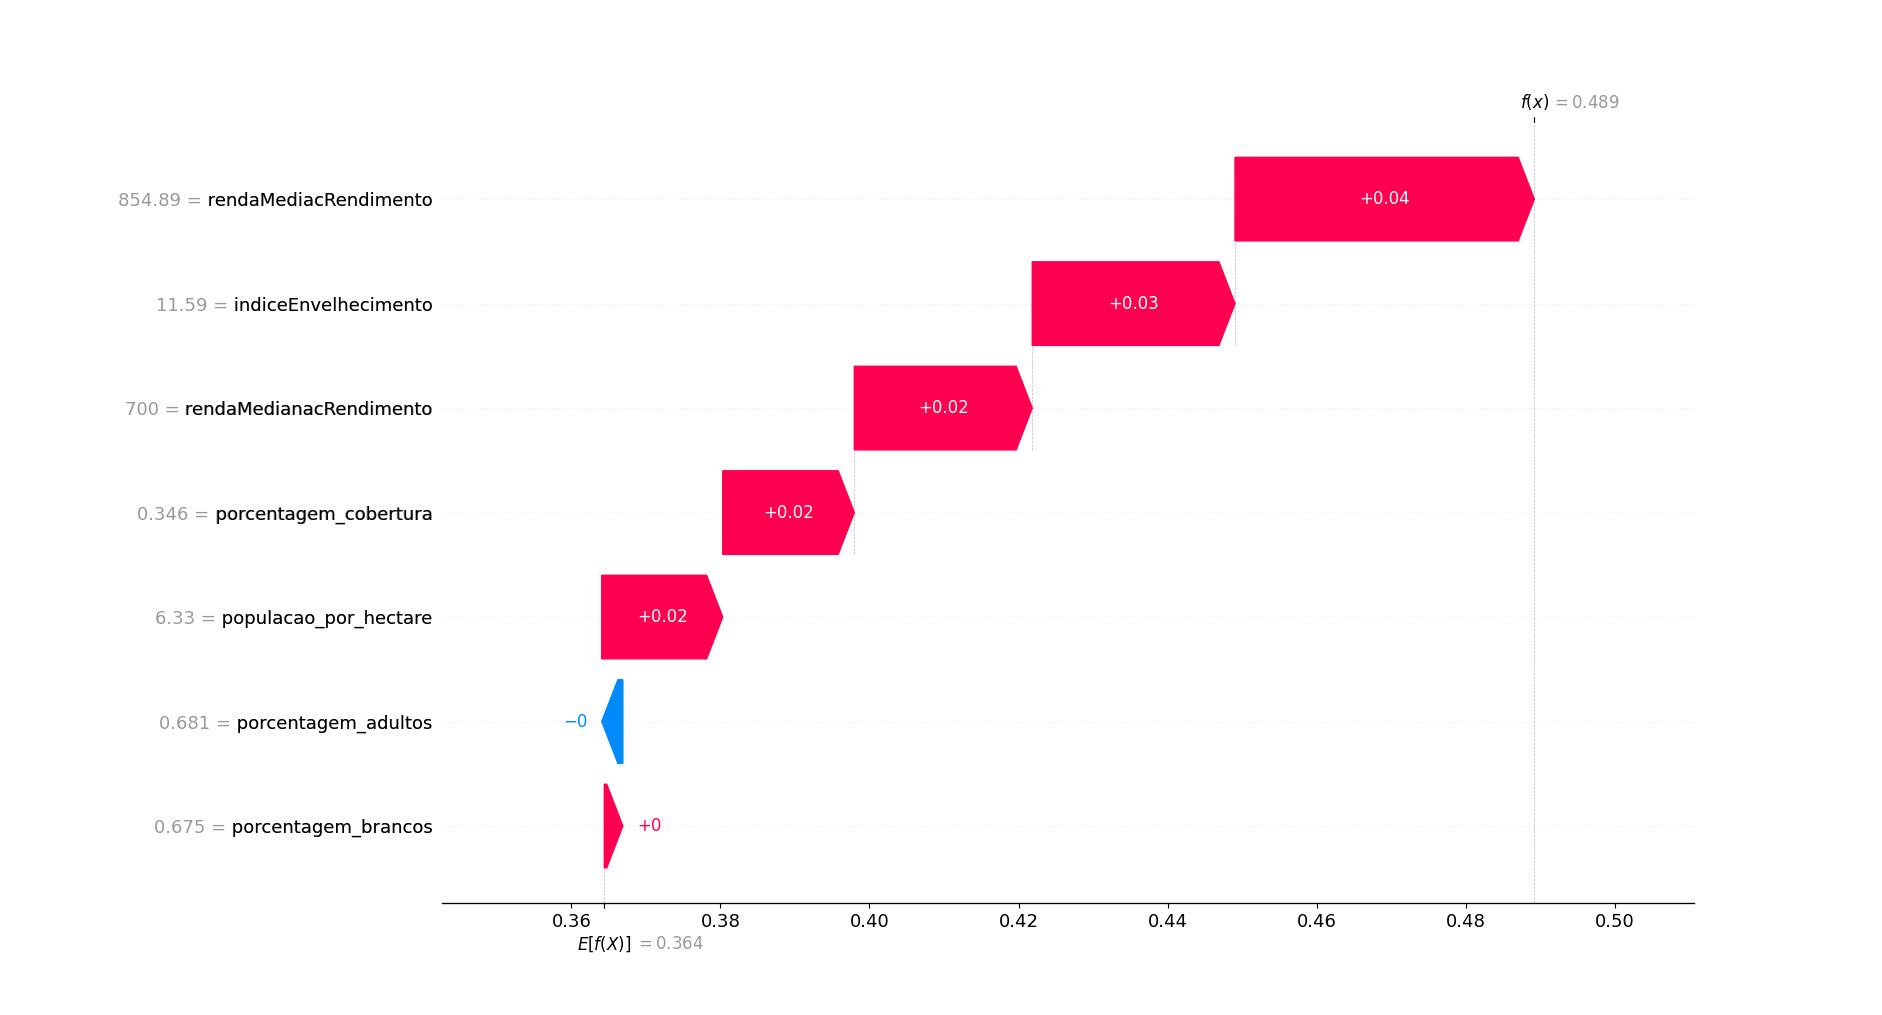 f(x) = 0.489
854.89 = rendaMediacRendimento
+0.04
11.59 = indiceEnvelhecimento
+0.03
700 = rendaMedianacRendimento
+0.02
0.346 = porcentagem_cobertura
+0.02
6.33 = populacao_por_hectare
+0.02
0.681 = porcentagem_adultos
−0
0.675 = porcentagem_brancos
+0
0.36 0.38 0.40 0.42 0.44 0.46 0.48 0.50
E[f(X)] = 0.364